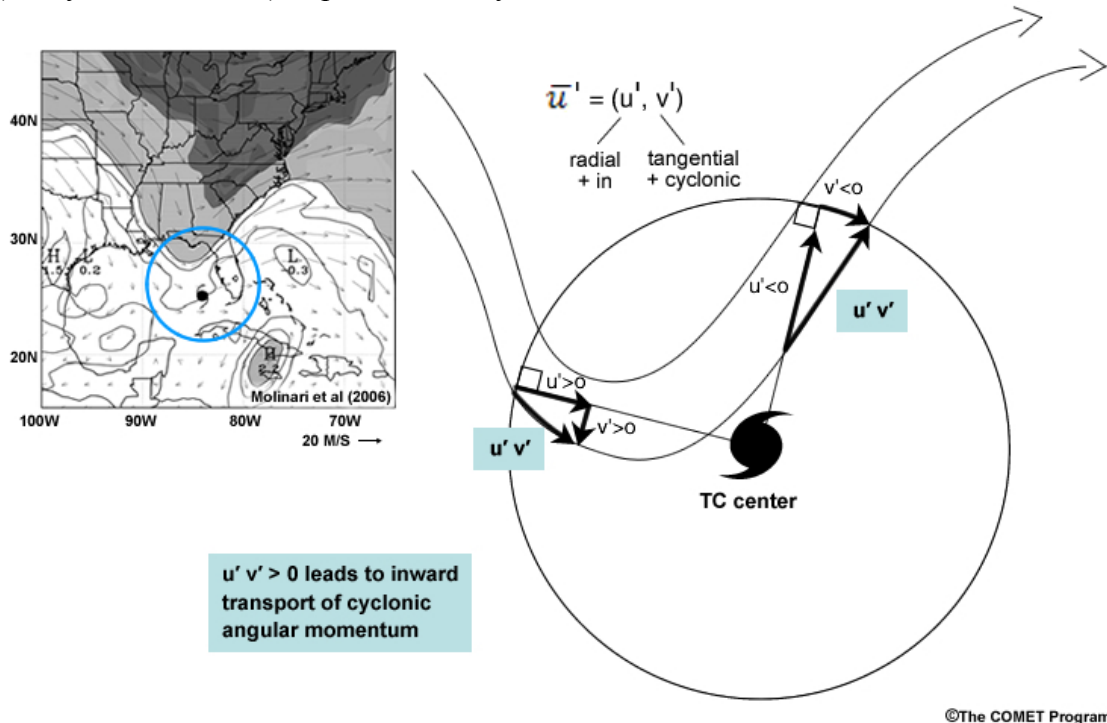 40N
30N
20N
100W
90W
80W
70W
H
L
0.2
L
-0.3
H
2.2
Molinari et al (2006)
20 M/S
ū' = (u', v')
radial
+ in
tangential
+ cyclonic
v'<o
u'<o
u′ v′
u'>o
v'>o
u′ v′
TC center
u′ v′ > 0 leads to inward
transport of cyclonic
angular momentum
©The COMET Program